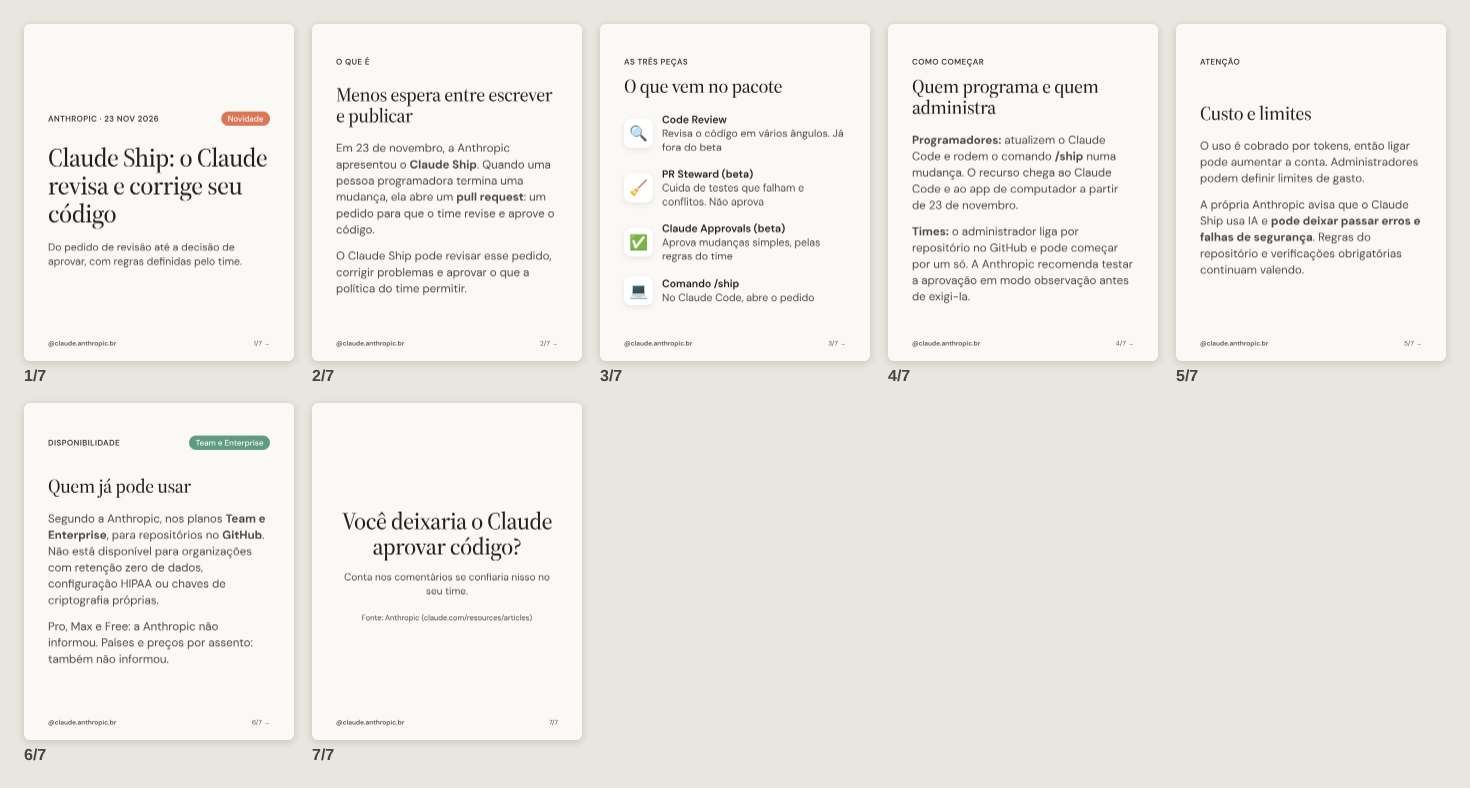 ANTHROPIC · 23 NOV 2026
Novidade
Claude Ship: o Claude
revisa e corrige seu
código
Do pedido de revisão até a decisão de
aprovar, com regras definidas pelo time.
@claude.anthropic.br
1/7 →
1/7
O QUE É
Menos espera entre escrever
e publicar
Em 23 de novembro, a Anthropic
apresentou o Claude Ship. Quando uma
pessoa programadora termina uma
mudança, ela abre um pull request: um
pedido para que o time revise e aprove o
código.
O Claude Ship pode revisar esse pedido,
corrigir problemas e aprovar o que a
política do time permitir.
@claude.anthropic.br
2/7 →
2/7
AS TRÊS PEÇAS
O que vem no pacote
Code Review
Revisa o código em vários ângulos. Já
fora do beta
PR Steward (beta)
Cuida de testes que falham e
conflitos. Não aprova
Claude Approvals (beta)
Aprova mudanças simples, pelas
regras do time
Comando /ship
No Claude Code, abre o pedido
@claude.anthropic.br
3/7 →
3/7
COMO COMEÇAR
Quem programa e quem
administra
Programadores: atualizem o Claude
Code e rodem o comando /ship numa
mudança. O recurso chega ao Claude
Code e ao app de computador a partir
de 23 de novembro.
Times: o administrador liga por
repositório no GitHub e pode começar
por um só. A Anthropic recomenda testar
a aprovação em modo observação antes
de exigi-la.
@claude.anthropic.br
4/7 →
4/7
ATENÇÃO
Custo e limites
O uso é cobrado por tokens, então ligar
pode aumentar a conta. Administradores
podem definir limites de gasto.
A própria Anthropic avisa que o Claude
Ship usa IA e pode deixar passar erros e
falhas de segurança. Regras do
repositório e verificações obrigatórias
continuam valendo.
@claude.anthropic.br
5/7 →
5/7
DISPONIBILIDADE
Team e Enterprise
Quem já pode usar
Segundo a Anthropic, nos planos Team e
Enterprise, para repositórios no GitHub.
Não está disponível para organizações
com retenção zero de dados,
configuração HIPAA ou chaves de
criptografia próprias.
Pro, Max e Free: a Anthropic não
informou. Países e preços por assento:
também não informou.
@claude.anthropic.br
6/7 →
6/7
Você deixaria o Claude
aprovar código?
Conta nos comentários se confiaria nisso no
seu time.
Fonte: Anthropic (claude.com/resources/articles)
@claude.anthropic.br
7/7
7/7